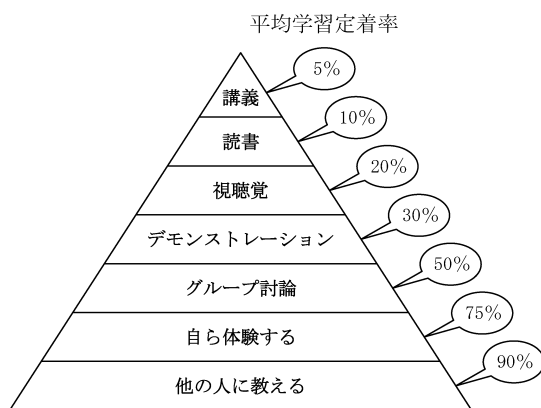 平均学習定着率
5%
講義
10%
読書
20%
視聴覚
30%
デモンストレーション
50%
グループ討論
75%
自ら体験する
90%
他の人に教える